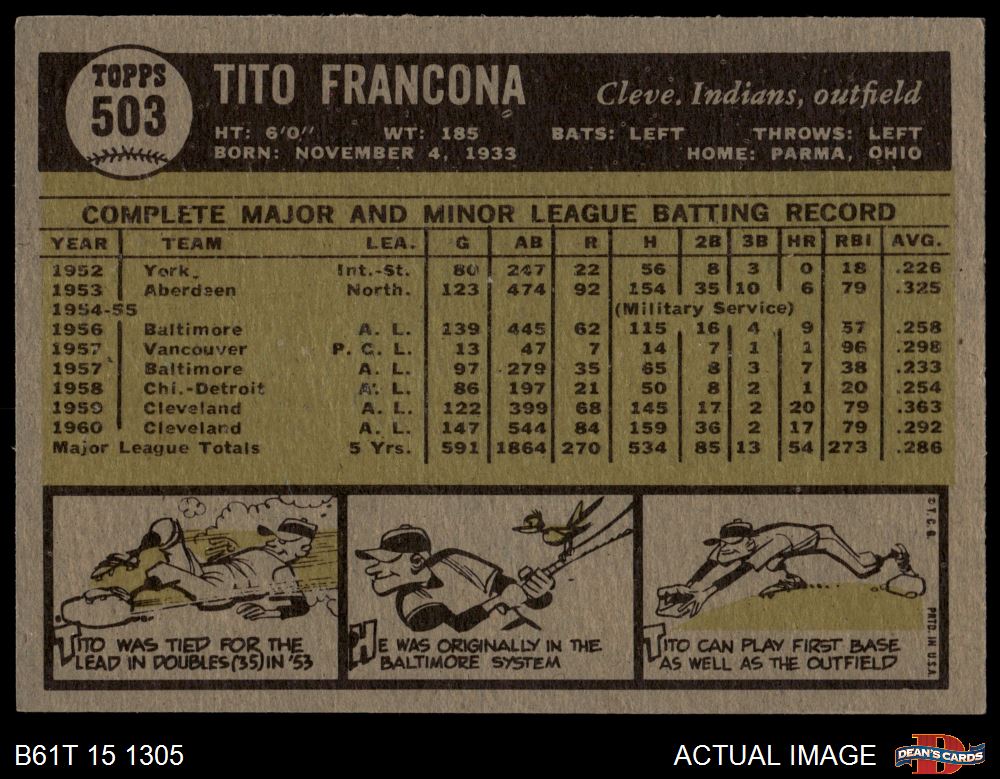 TOPPS
503
TITO FRANCONA
Cleve. Indians, outfield
HT: 6'0" WT: 185 BATS: LEFT THROWS: LEFT
BORN: NOVEMBER 4, 1933 HOME: PARMA, OHIO
COMPLETE MAJOR AND MINOR LEAGUE BATTING RECORD
YEAR TEAM LEA. G AB R H 2B 3B HR RBI AVG.
1952 York Int.-St. 80 247 22 56 8 3 0 18 .226
1953 Aberdeen North. 123 474 92 154 35 10 6 79 .325
1954-55 (Military Service)
1956 Baltimore A. L. 139 445 62 115 16 4 9 57 .258
1957 Vancouver P. C. L. 13 47 7 14 7 1 1 96 .298
1957 Baltimore A. L. 97 279 35 65 8 3 7 38 .233
1958 Chi.-Detroit A. L. 86 197 21 50 8 2 1 20 .254
1959 Cleveland A. L. 122 399 68 145 17 2 20 79 .363
1960 Cleveland A. L. 147 544 84 159 36 2 17 79 .292
Major League Totals 5 Yrs. 591 1864 270 534 85 13 54 273 .286
TITO WAS TIED FOR THE
LEAD IN DOUBLES (35) IN '53
HE WAS ORIGINALLY IN THE
BALTIMORE SYSTEM
TITO CAN PLAY FIRST BASE
AS WELL AS THE OUTFIELD
© T. C. G.
PRTD IN U.S.A.
B61T 15 1305
ACTUAL IMAGE
D
DEAN'S CARDS